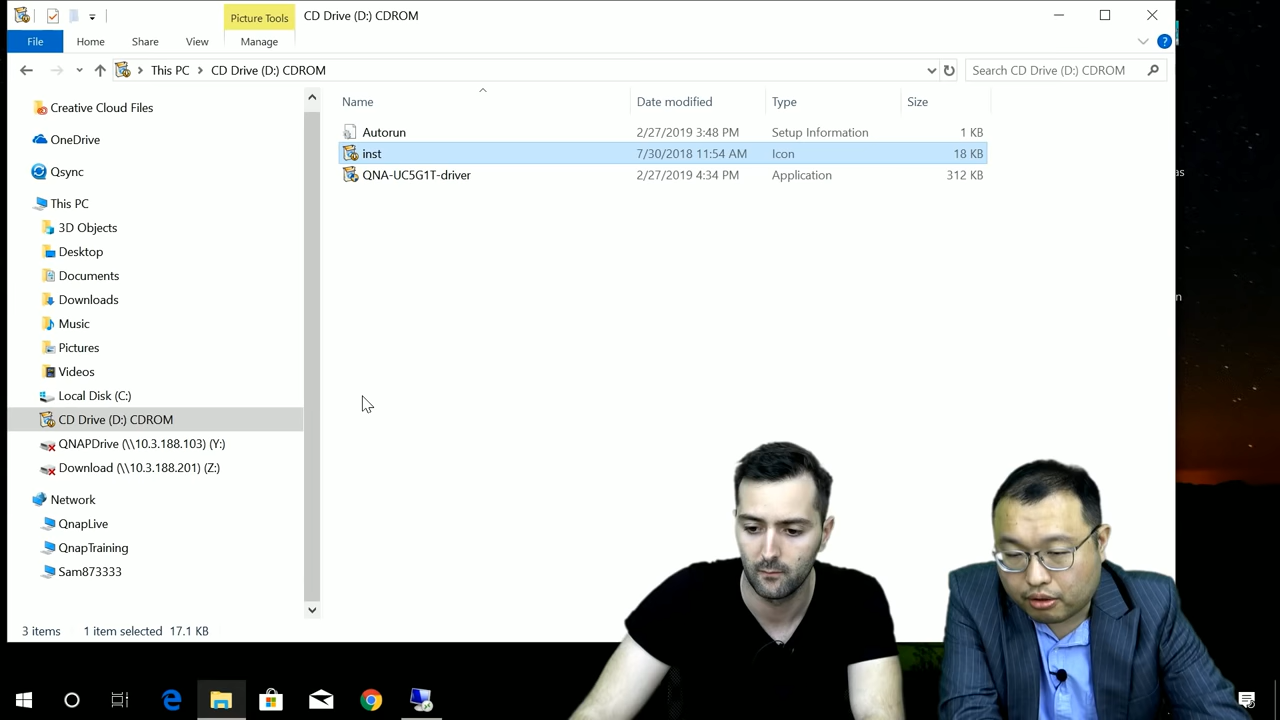 Picture Tools
CD Drive (D:) CDROM
File
Home
Share
View
Manage
?
This PC
CD Drive (D:) CDROM
Search CD Drive (D:) CDROM
Creative Cloud Files
OneDrive
Qsync
This PC
3D Objects
Desktop
Documents
Downloads
Music
Pictures
Videos
Local Disk (C:)
CD Drive (D:) CDROM
QNAPDrive (\\10.3.188.103) (Y:)
Download (\\10.3.188.201) (Z:)
Network
QnapLive
QnapTraining
Sam873333
Name Date modified Type Size
Autorun 2/27/2019 3:48 PM Setup Information 1 KB
inst 7/30/2018 11:54 AM Icon 18 KB
QNA-UC5G1T-driver 2/27/2019 4:34 PM Application 312 KB
as
n
3 items 1 item selected 17.1 KB